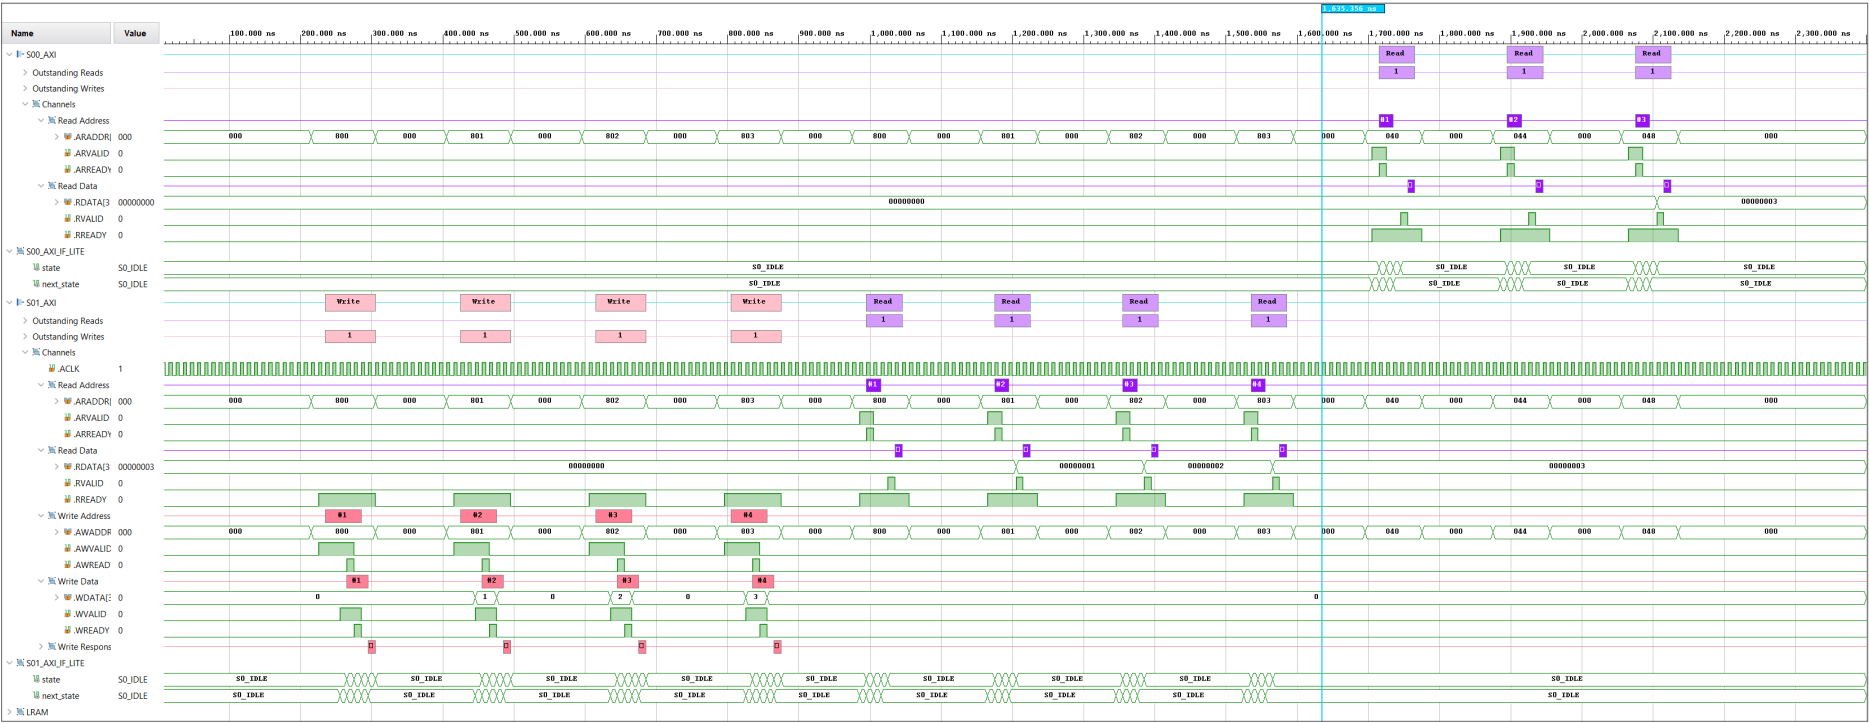 1,635.356 ns
Name Value 100.000 ns 200.000 ns 300.000 ns 400.000 ns 500.000 ns 600.000 ns 700.000 ns 800.000 ns 900.000 ns 1,000.000 ns 1,100.000 ns 1,200.000 ns 1,300.000 ns 1,400.000 ns 1,500.000 ns 1,600.000 ns 1,700.000 ns 1,800.000 ns 1,900.000 ns 2,000.000 ns 2,100.000 ns 2,200.000 ns 2,300.000 ns
S00_AXI Read Read Read
Outstanding Reads 1 1 1
Outstanding Writes
Channels
Read Address #1 #2 #3
.ARADDR[ 000 000 800 000 801 000 802 000 803 000 800 000 801 000 802 000 803 000 040 000 044 000 048 000
.ARVALID 0
.ARREADY 0
Read Data
.RDATA[3 00000000 00000000 00000003
.RVALID 0
.RREADY 0
S00_AXI_IF_LITE
state S0_IDLE S0_IDLE S0_IDLE S0_IDLE S0_IDLE
next_state S0_IDLE S0_IDLE S0_IDLE S0_IDLE S0_IDLE
S01_AXI Write Write Write Write Read Read Read Read
Outstanding Reads 1 1 1 1
Outstanding Writes 1 1 1 1
Channels
.ACLK 1
Read Address #1 #2 #3 #4
.ARADDR[ 000 000 800 000 801 000 802 000 803 000 800 000 801 000 802 000 803 000 040 000 044 000 048 000
.ARVALID 0
.ARREADY 0
Read Data
.RDATA[3 00000003 00000000 00000001 00000002 00000003
.RVALID 0
.RREADY 0
Write Address #1 #2 #3 #4
.AWADDR 000 000 800 000 801 000 802 000 803 000 800 000 801 000 802 000 803 000 040 000 044 000 048 000
.AWVALID 0
.AWREAD 0
Write Data #1 #2 #3 #4
.WDATA[3 0 0 1 0 2 0 3 0
.WVALID 0
.WREADY 0
Write Respons
S01_AXI_IF_LITE
state S0_IDLE S0_IDLE S0_IDLE S0_IDLE S0_IDLE S0_IDLE S0_IDLE S0_IDLE S0_IDLE S0_IDLE
next_state S0_IDLE S0_IDLE S0_IDLE S0_IDLE S0_IDLE S0_IDLE S0_IDLE S0_IDLE S0_IDLE S0_IDLE
LRAM